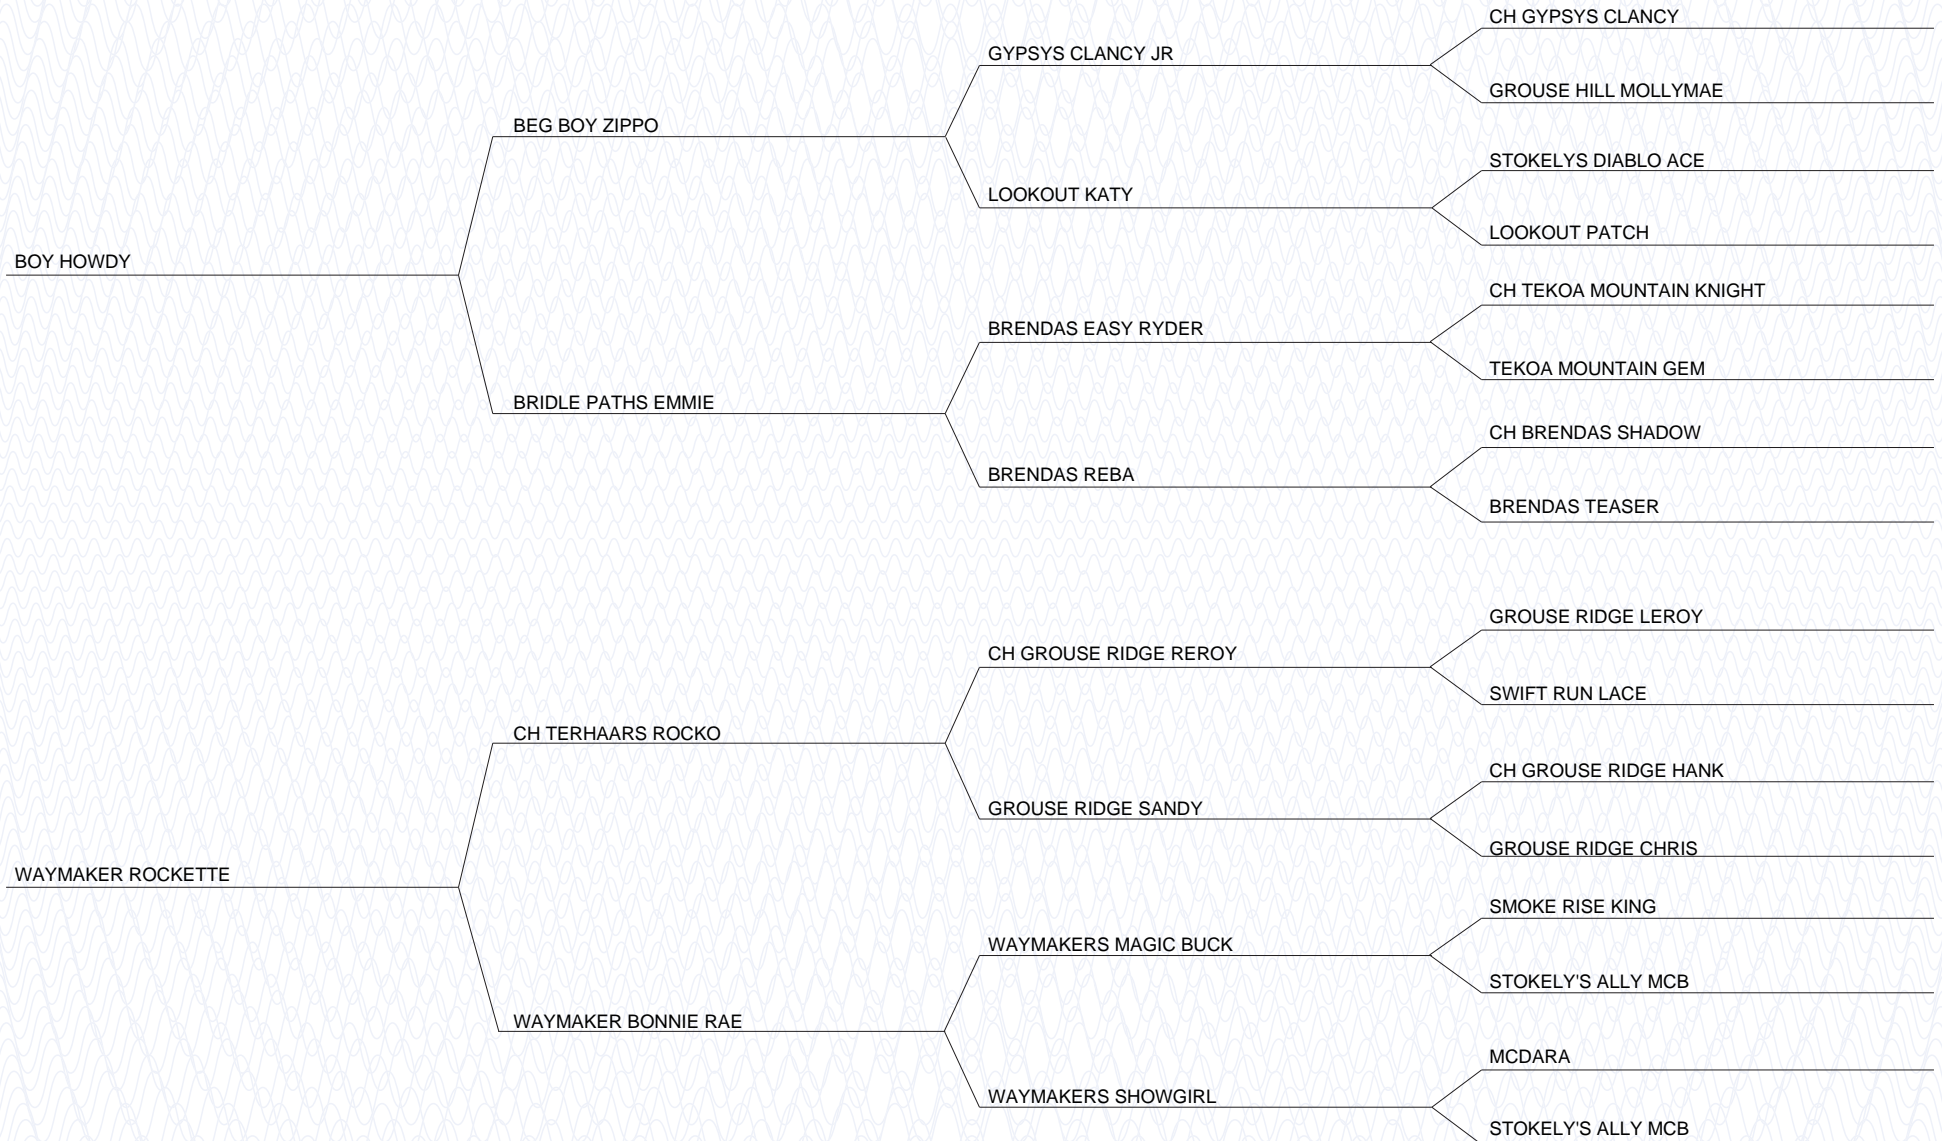 CH GYPSYS CLANCY
GYPSYS CLANCY JR
GROUSE HILL MOLLYMAE
BEG BOY ZIPPO
STOKELYS DIABLO ACE
LOOKOUT KATY
LOOKOUT PATCH
BOY HOWDY
CH TEKOA MOUNTAIN KNIGHT
BRENDAS EASY RYDER
TEKOA MOUNTAIN GEM
BRIDLE PATHS EMMIE
CH BRENDAS SHADOW
BRENDAS REBA
BRENDAS TEASER
GROUSE RIDGE LEROY
CH GROUSE RIDGE REROY
SWIFT RUN LACE
CH TERHAARS ROCKO
CH GROUSE RIDGE HANK
GROUSE RIDGE SANDY
GROUSE RIDGE CHRIS
WAYMAKER ROCKETTE
SMOKE RISE KING
WAYMAKERS MAGIC BUCK
STOKELY'S ALLY MCB
WAYMAKER BONNIE RAE
MCDARA
WAYMAKERS SHOWGIRL
STOKELY'S ALLY MCB